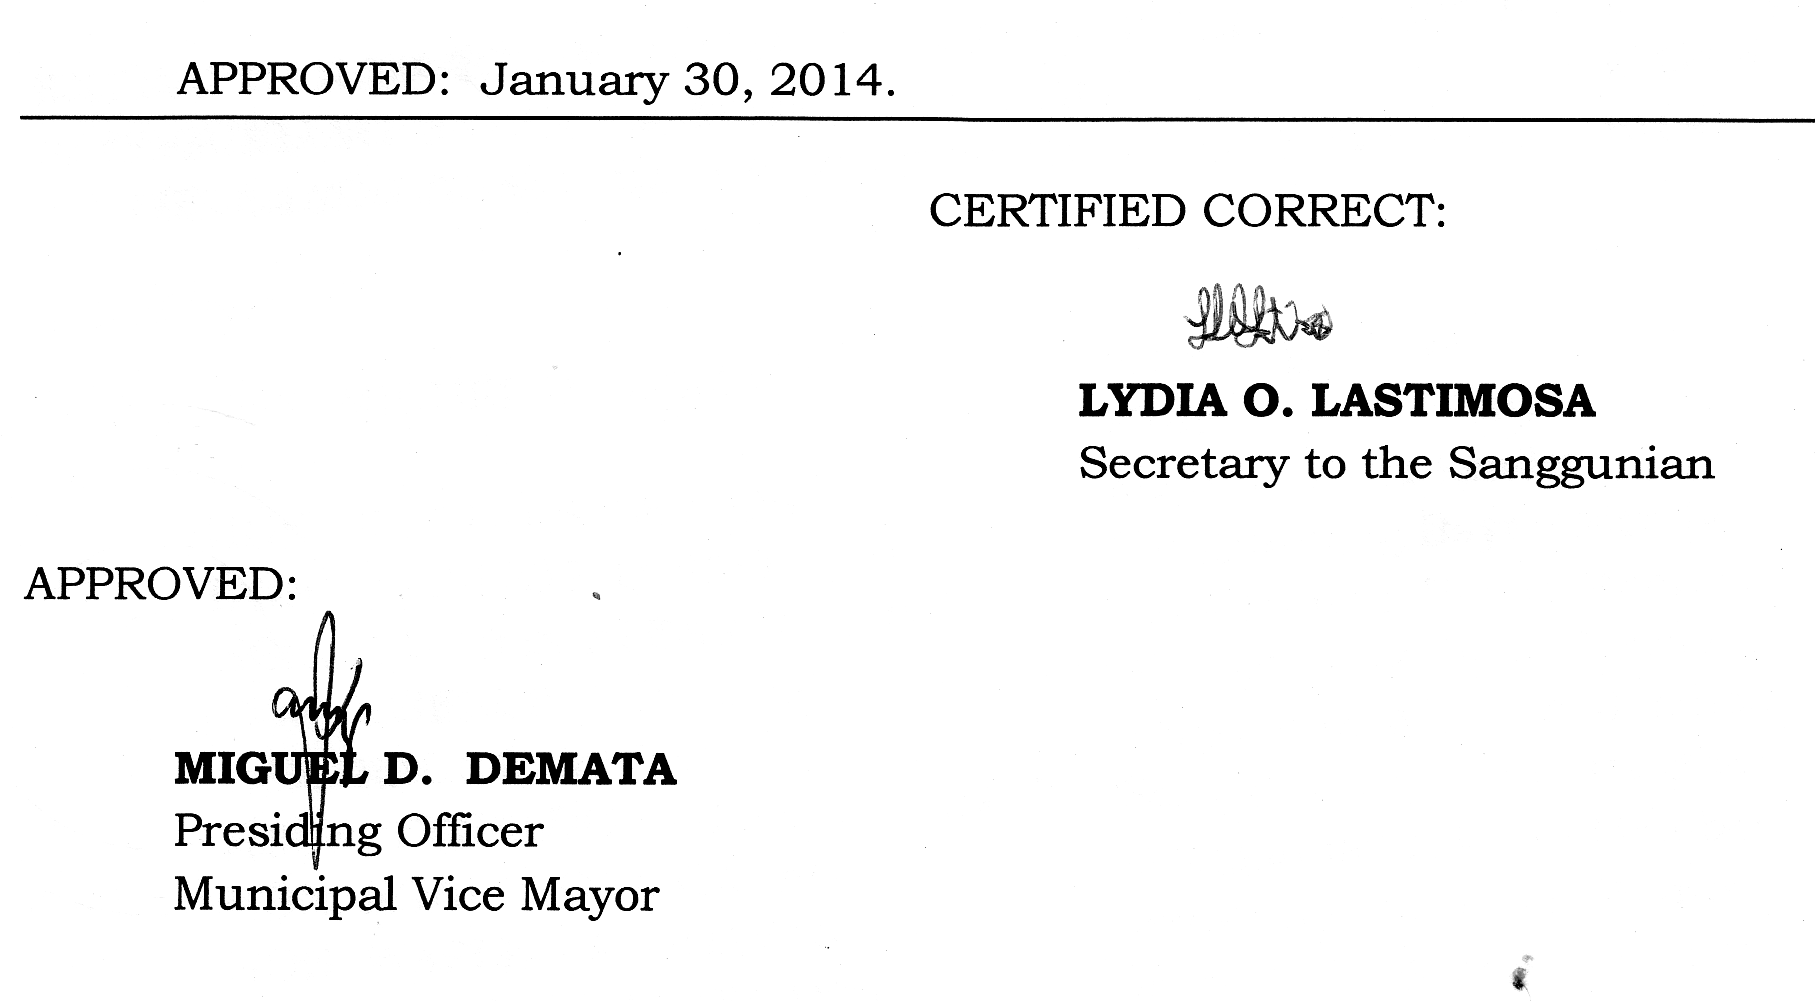 APPROVED: January 30, 2014.
CERTIFIED CORRECT:
LYDIA O. LASTIMOSA
Secretary to the Sanggunian
APPROVED:
MIGUEL D. DEMATA
Presiding Officer
Municipal Vice Mayor